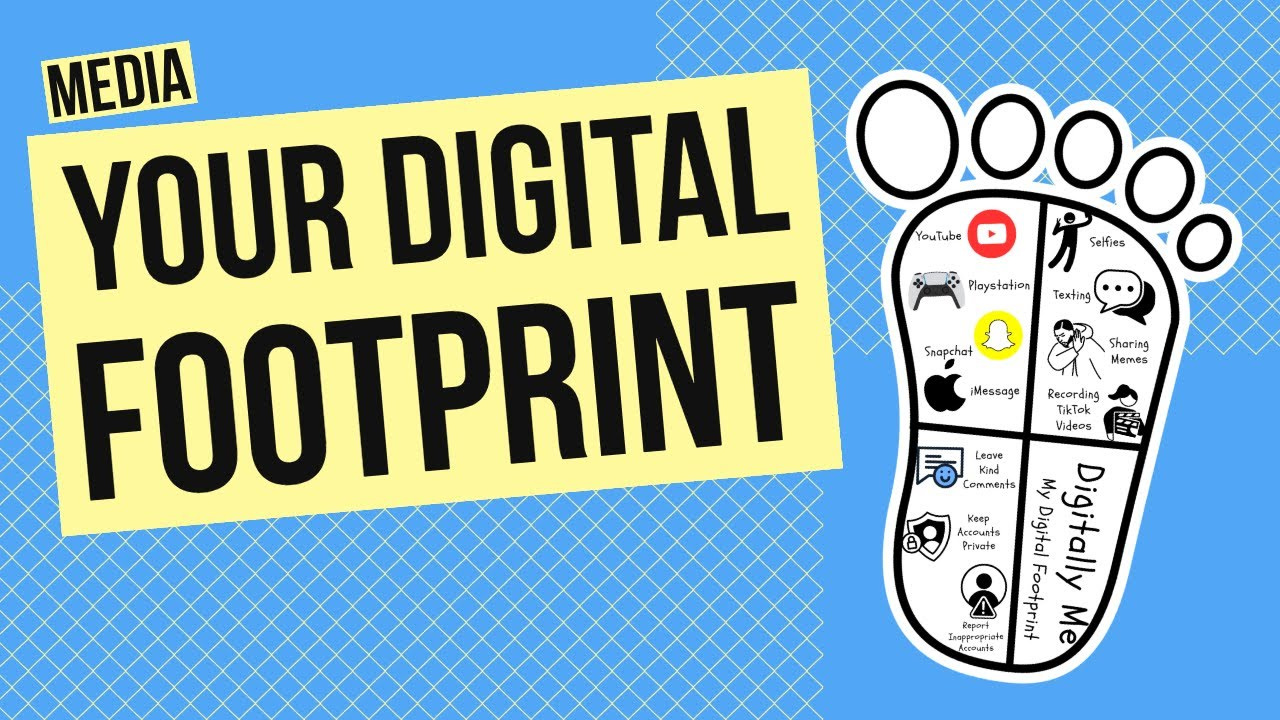 MEDIA
YOUR DIGITAL
FOOTPRINT
YouTube
Playstation
Snapchat
iMessage
Selfies
Texting
Sharing
Memes
Recording
TikTok
Videos
Leave
Kind
Comments
Keep
Accounts
Private
Report
Inappropriate
Accounts
Digitally Me
My Digital Footprint